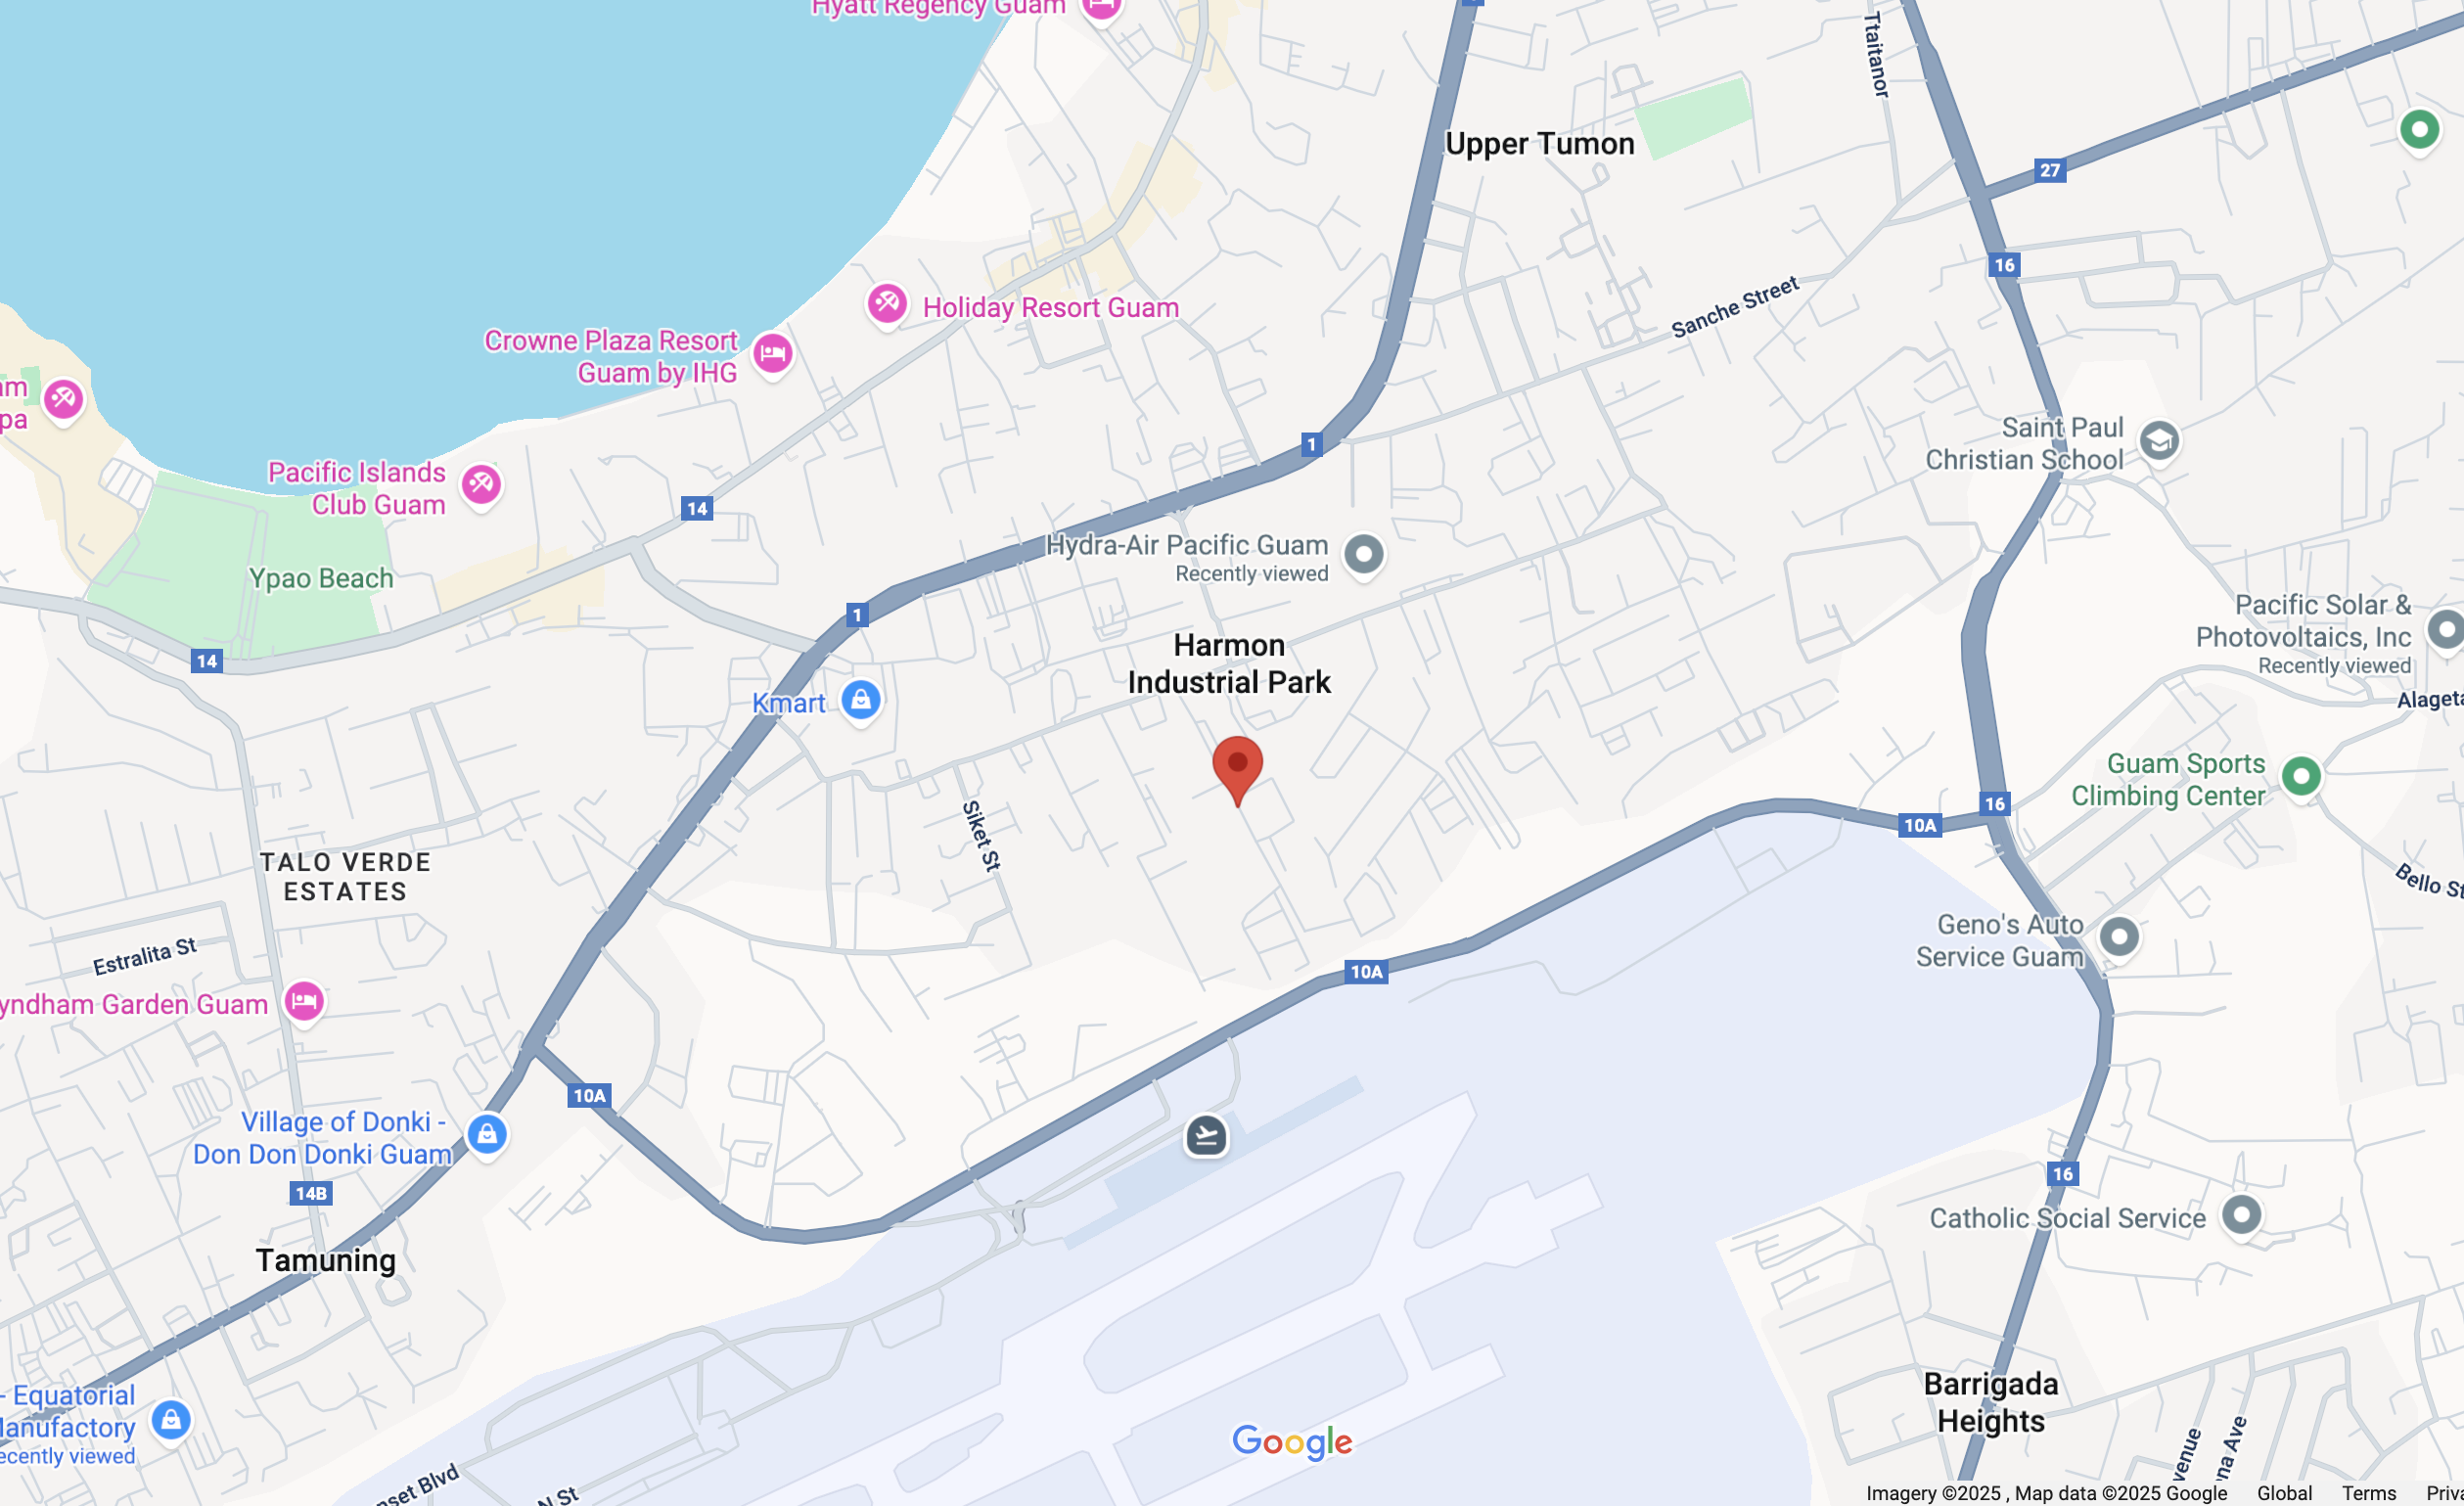 Hyatt Regency Guam
Ttaitanor
Upper Tumon
27
16
Holiday Resort Guam
Sanche Street
Crowne Plaza Resort
Guam by IHG
am
pa
Pacific Islands
Club Guam
14
1
Saint Paul
Christian School
Hydra-Air Pacific Guam
Recently viewed
Ypao Beach
1
14
Harmon
Industrial Park
Pacific Solar &
Photovoltaics, Inc
Recently viewed
Kmart
Alageta
Guam Sports
Climbing Center
16
10A
Siket St
TALO VERDE
ESTATES
Bello St
Estralita St
Geno's Auto
Service Guam
10A
yndham Garden Guam
10A
Village of Donki -
Don Don Donki Guam
14B
16
Catholic Social Service
Tamuning
- Equatorial
Manufactory
ecently viewed
Barrigada
Heights
Google
nset Blvd
N St
venue
na Ave
Imagery ©2025 , Map data ©2025 Google Global Terms Priva